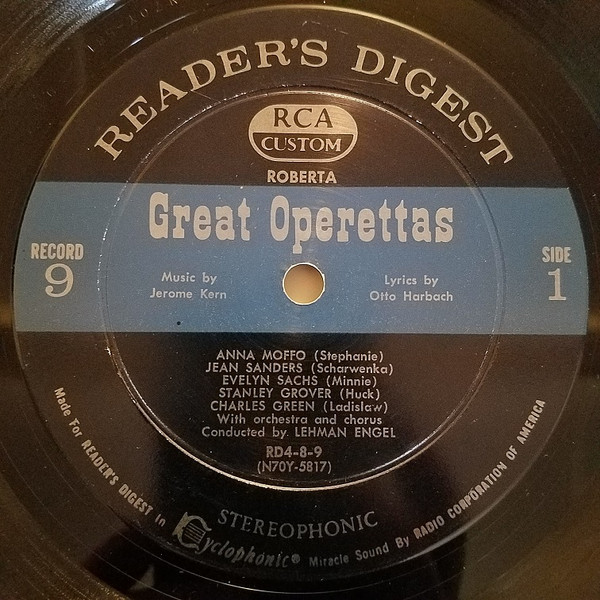 READER'S DIGEST
RCA
CUSTOM
ROBERTA
Great Operettas
RECORD
9
SIDE
1
Music by
Jerome Kern
Lyrics by
Otto Harbach
ANNA MOFFO (Stephanie)
JEAN SANDERS (Scharwenka)
EVELYN SACHS (Minnie)
STANLEY GROVER (Huck)
CHARLES GREEN (Ladislaw)
With orchestra and chorus
Conducted by LEHMAN ENGEL
RD4-8-9
(N70Y-5817)
STEREOPHONIC
Made For READER'S DIGEST In Cyclophonic® Miracle Sound By RADIO CORPORATION OF AMERICA